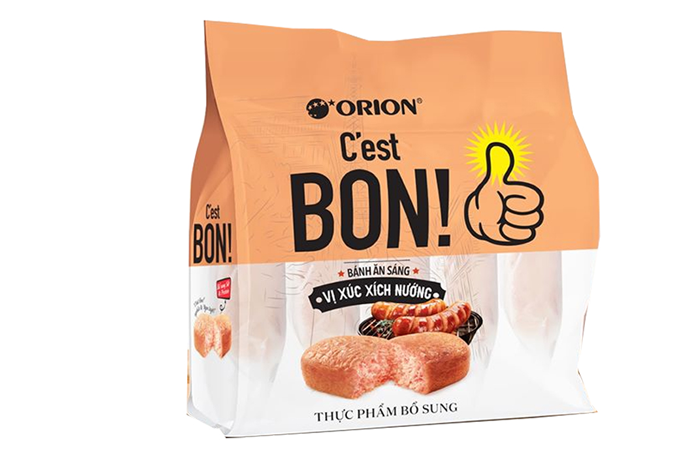 ORION®
C'est
BON!
BÁNH ĂN SÁNG
VỊ XÚC XÍCH NƯỚNG
THỰC PHẨM BỔ SUNG
C'est
BON!